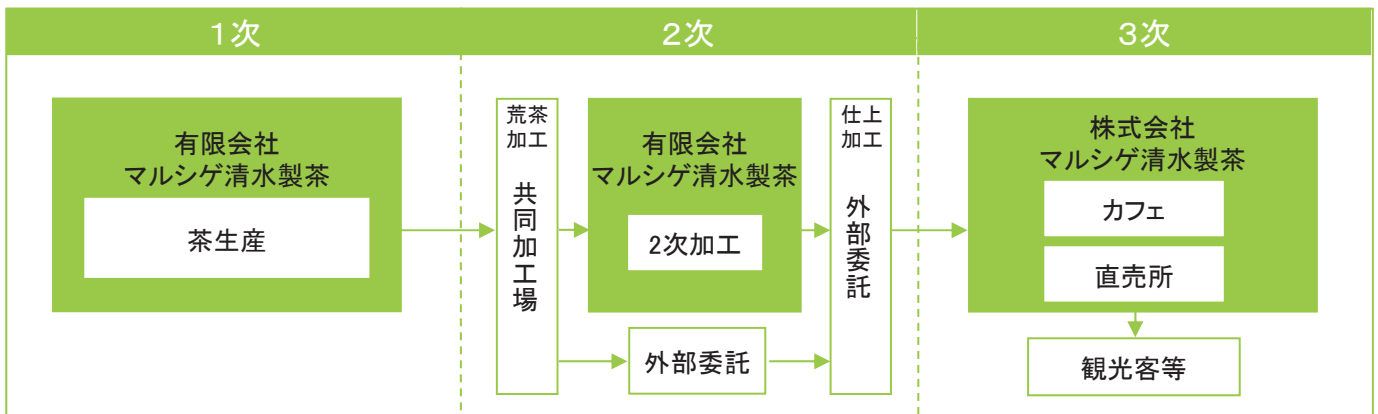 1次
2次
3次
有限会社
マルシゲ清水製茶
茶生産
荒茶
加工
共同加工場
有限会社
マルシゲ清水製茶
2次加工
外部委託
仕上
加工
外部委託
株式会社
マルシゲ清水製茶
カフェ
直売所
観光客等